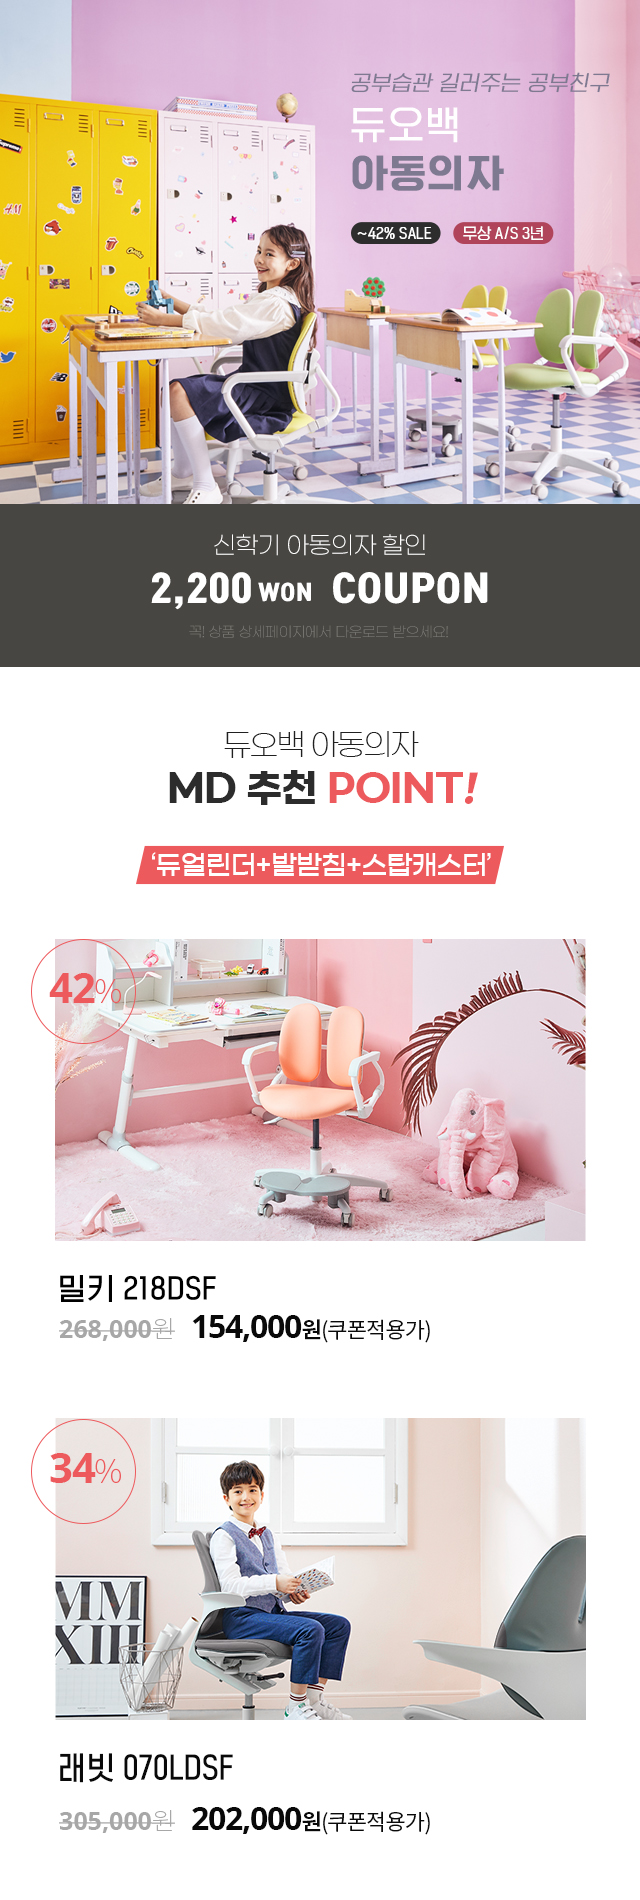 공부습관 길러주는 공부친구
듀오백
아동의자
~42% SALE 무상 A/S 3년
신학기 아동의자 할인
2,200 WON COUPON
꼭! 상품 상세페이지에서 다운로드 받으세요!
듀오백 아동의자
MD 추천 POINT!
‘듀얼린더+발받침+스탑캐스터’
42%
밀키 218DSF
268,000원 154,000원(쿠폰적용가)
34%
MM
XIII
래빗 070LDSF
305,000원 202,000원(쿠폰적용가)